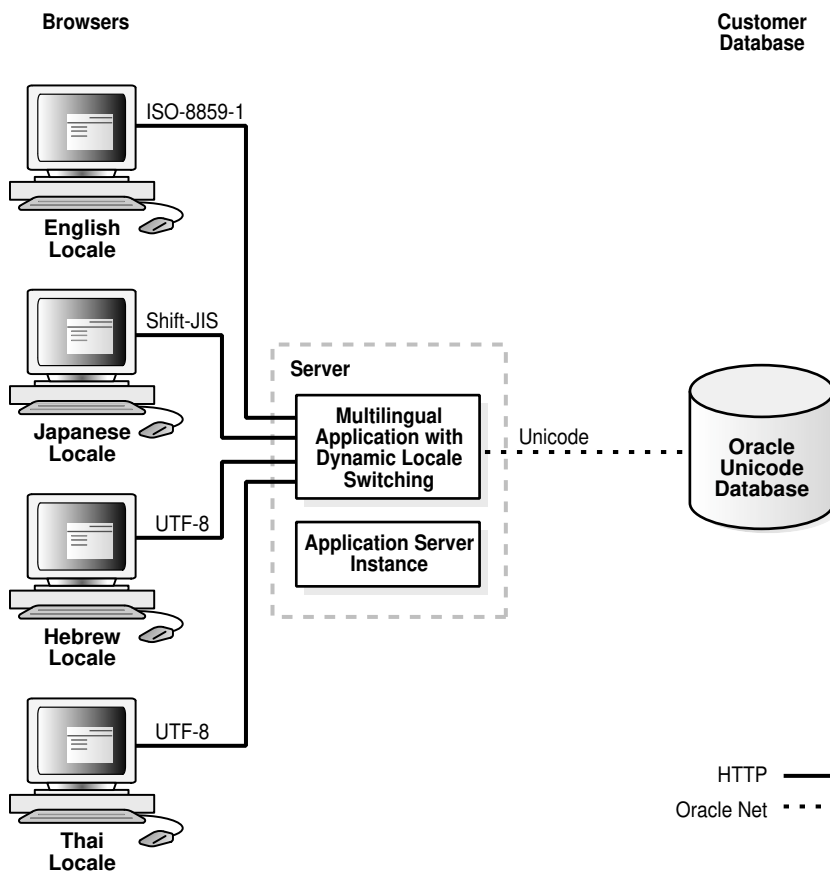 Browsers
Customer
Database
ISO-8859-1
English
Locale
Shift-JIS
Japanese
Locale
Server
Multilingual
Application with
Dynamic Locale
Switching
Unicode
Oracle
Unicode
Database
UTF-8
Application Server
Instance
Hebrew
Locale
UTF-8
Thai
Locale
HTTP
Oracle Net